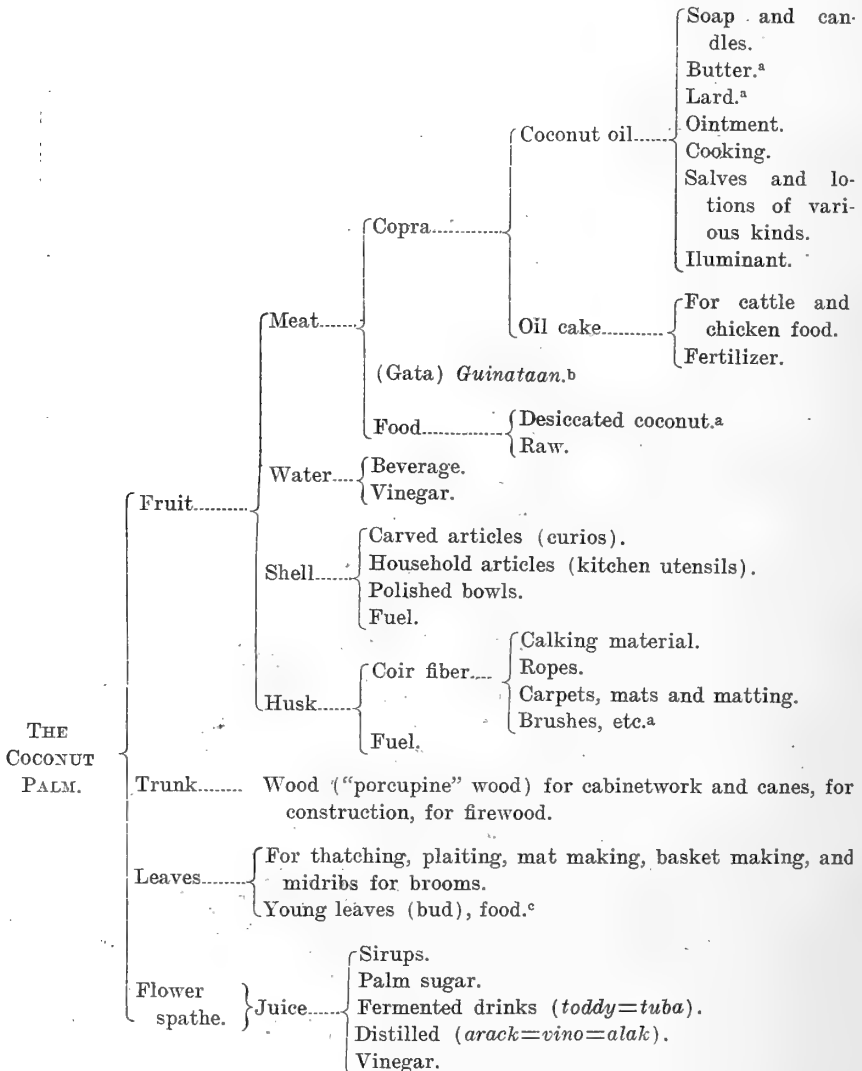 Soap and can-
dles.
Butter.ª
Lard.ª
Coconut oil
Ointment.
Cooking.
Salves and lo-
tions of vari-
ous kinds.
Iluminant.
Copra
Oil cake
For cattle and
chicken food.
Fertilizer.
Meat
(Gata) Guinataan.ᵇ
Food
Desiccated coconut.ª
Raw.
Fruit
Water
Beverage.
Vinegar.
Shell
Carved articles (curios).
Household articles (kitchen utensils).
Polished bowls.
Fuel.
Husk
Coir fiber
Calking material.
Ropes.
Carpets, mats and matting.
Brushes, etc.ª
Fuel.
THE
COCONUT
PALM.
Trunk
Wood ("porcupine" wood) for cabinetwork and canes, for
construction, for firewood.
Leaves
For thatching, plaiting, mat making, basket making, and
midribs for brooms.
Young leaves (bud), food.ᶜ
Flower
spathe.
Juice
Sirups.
Palm sugar.
Fermented drinks (toddy=tuba).
Distilled (arack=vino=alak).
Vinegar.